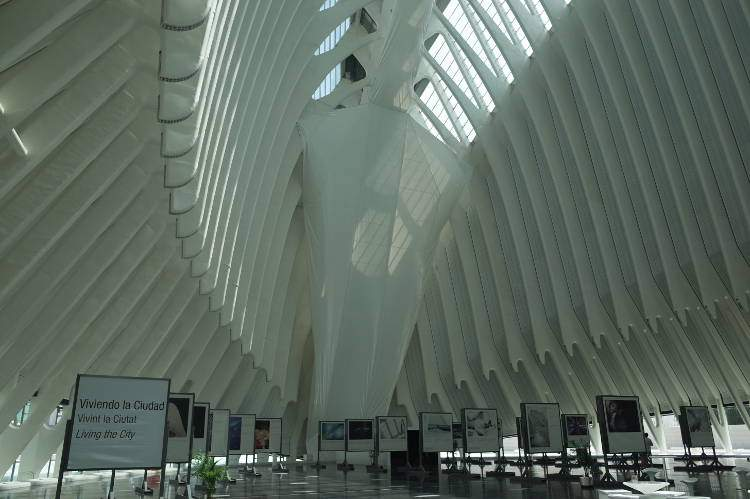 Viviendo la Ciudad
Vivint la Ciutat
Living the City